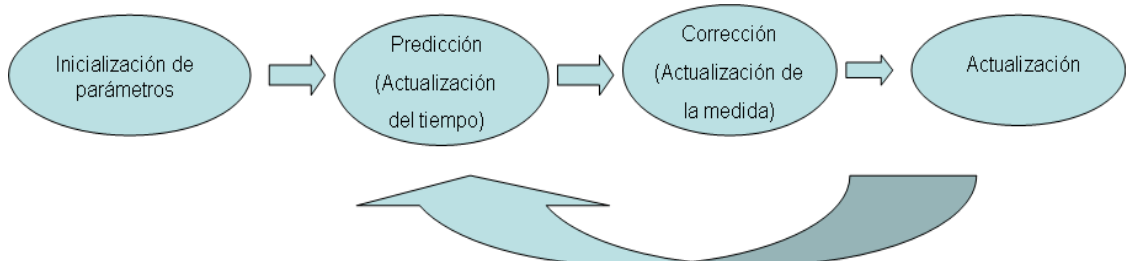 Inicialización de
parámetros
Predicción
(Actualización
del tiempo)
Corrección
(Actualización de
la medida)
Actualización